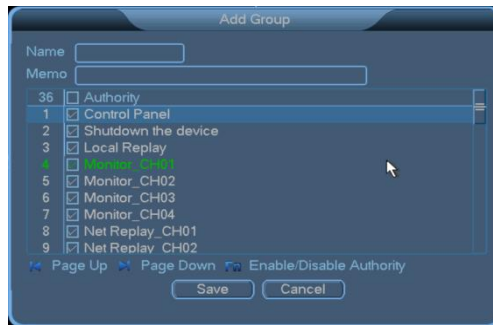 Add Group
Name
Memo
36 Authority
1 Control Panel
2 Shutdown the device
3 Local Replay
4 Monitor_CH01
5 Monitor_CH02
6 Monitor_CH03
7 Monitor_CH04
8 Net Replay_CH01
9 Net Replay_CH02
Page Up Page Down Enable/Disable Authority
Save Cancel